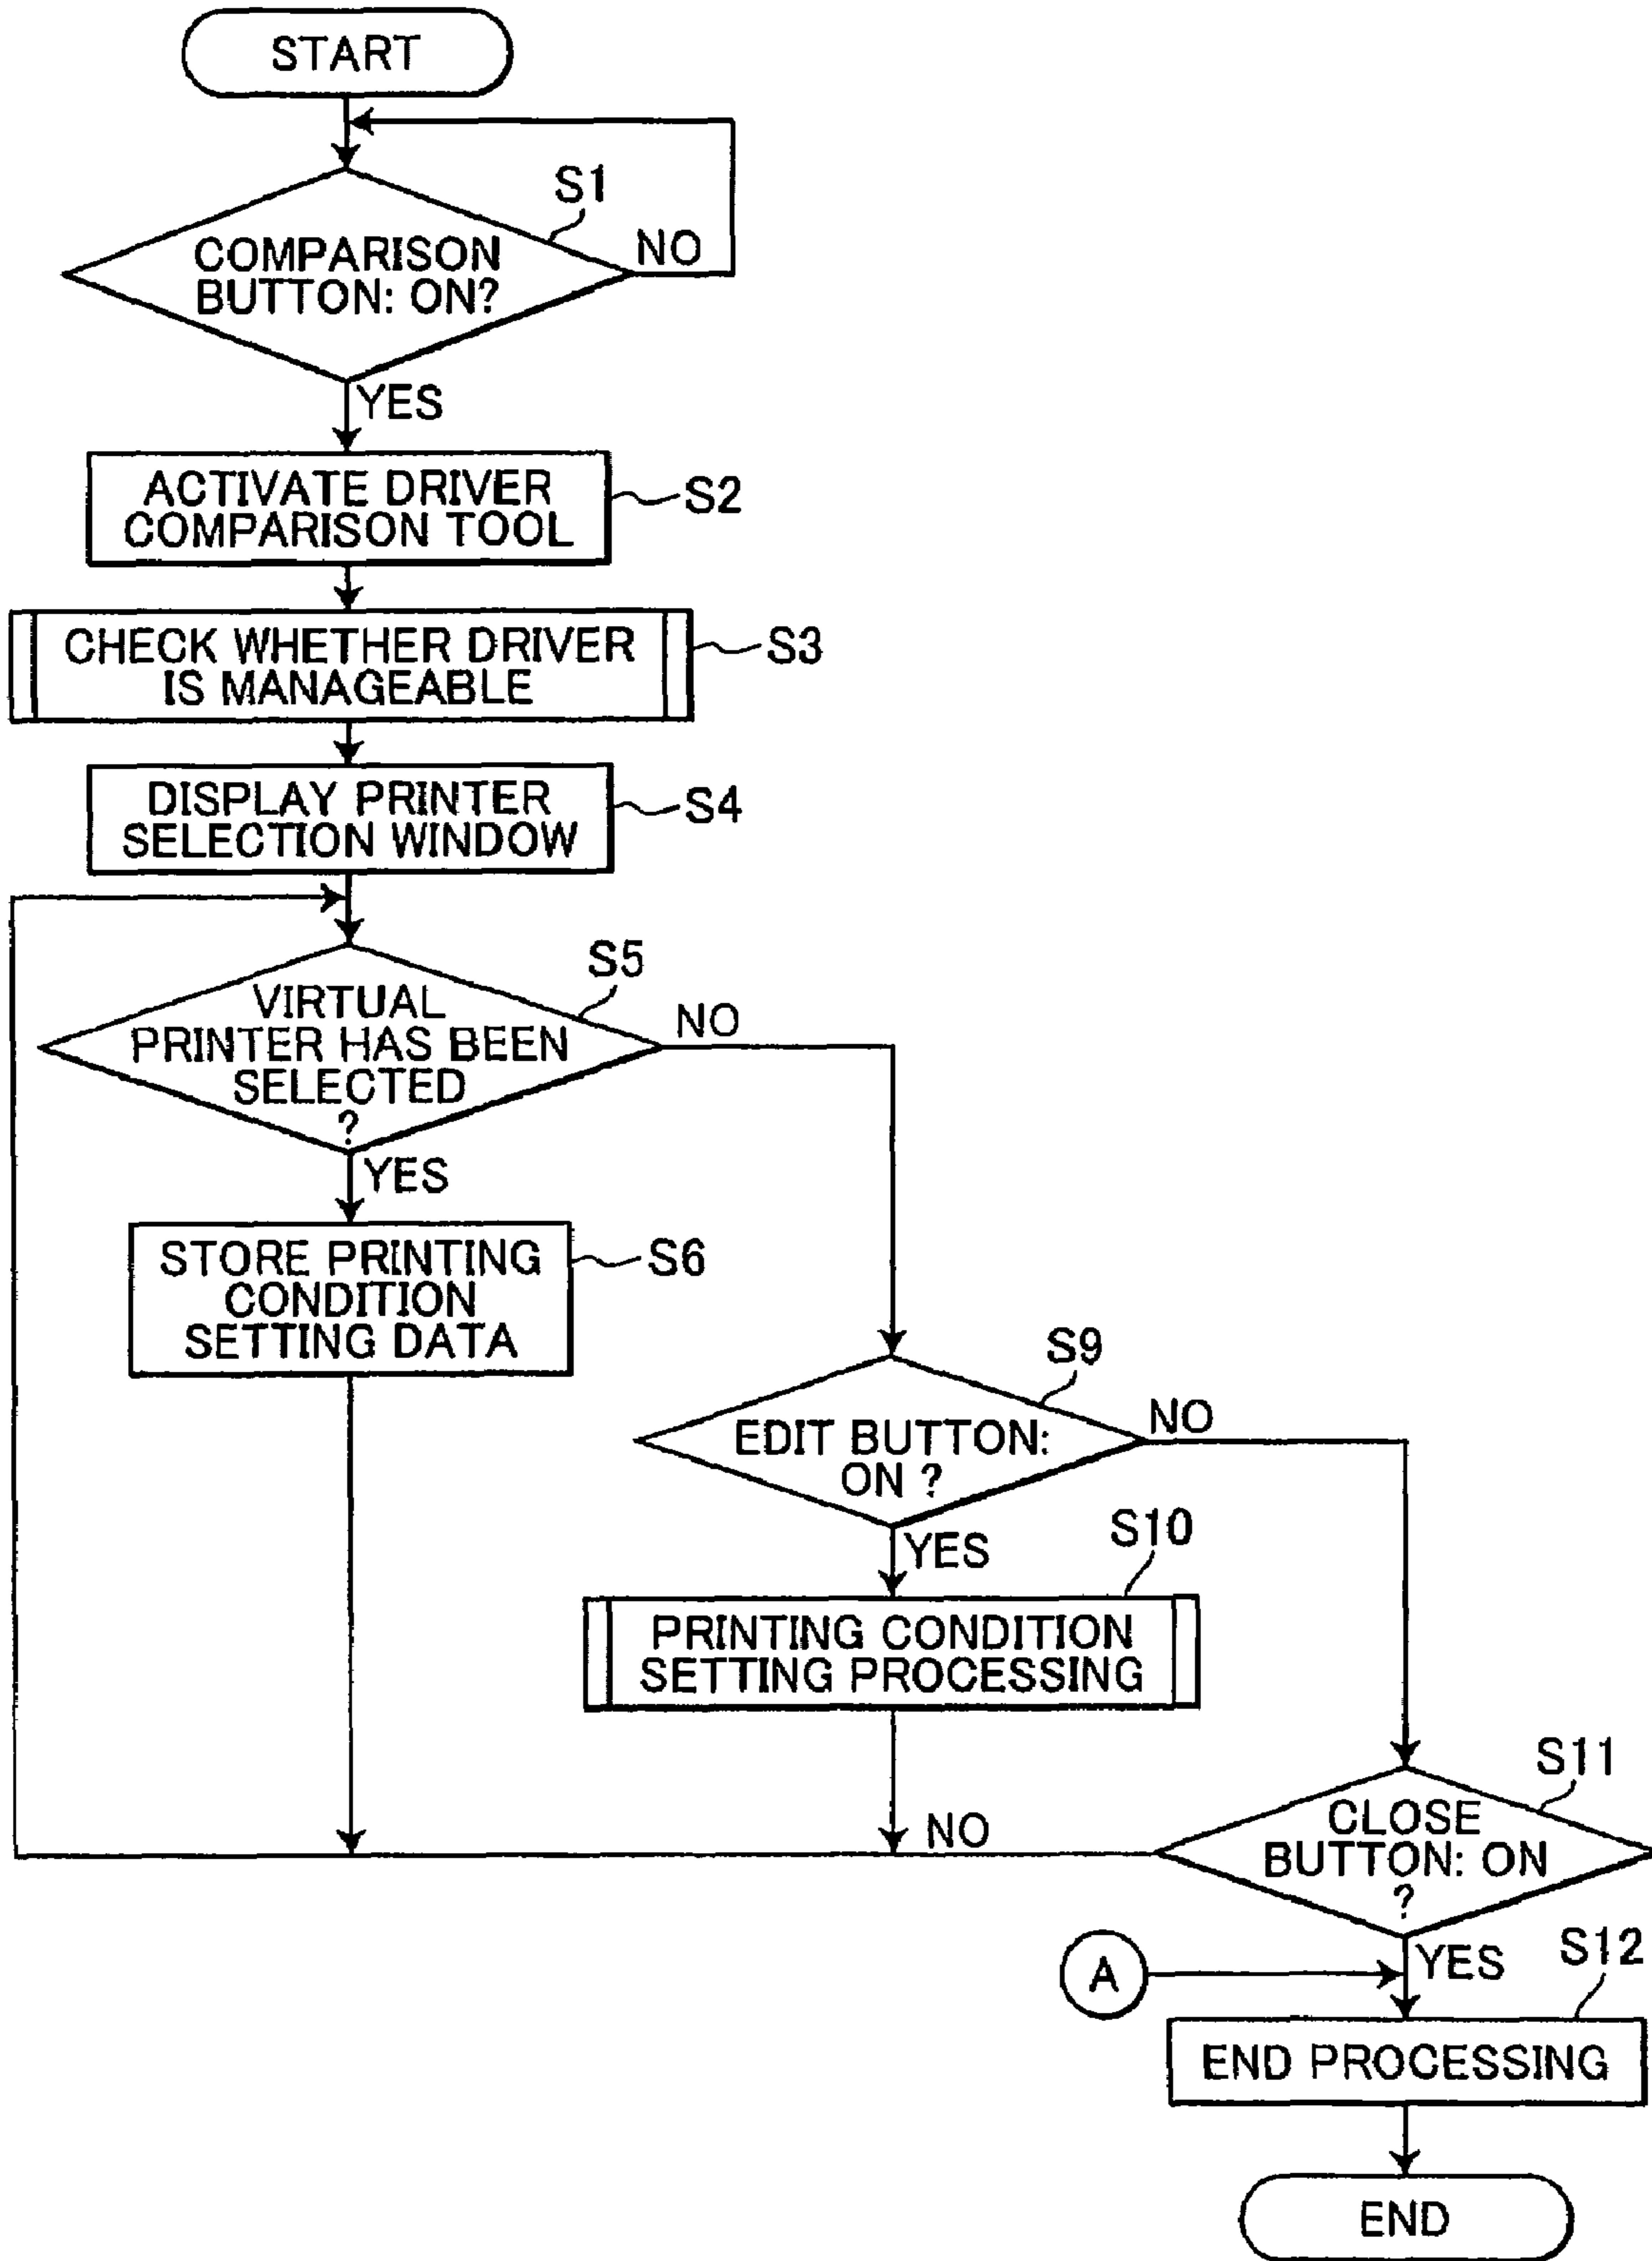 START
S1
COMPARISON
BUTTON: ON?
NO
YES
ACTIVATE DRIVER
COMPARISON TOOL
S2
CHECK WHETHER DRIVER
IS MANAGEABLE
S3
DISPLAY PRINTER
SELECTION WINDOW
S4
S5
VIRTUAL
PRINTER HAS BEEN
SELECTED
?
NO
YES
STORE PRINTING
CONDITION
SETTING DATA
S6
S9
EDIT BUTTON:
ON ?
NO
YES
S10
PRINTING CONDITION
SETTING PROCESSING
S11
CLOSE
BUTTON: ON
?
NO
YES
A
S12
END PROCESSING
END